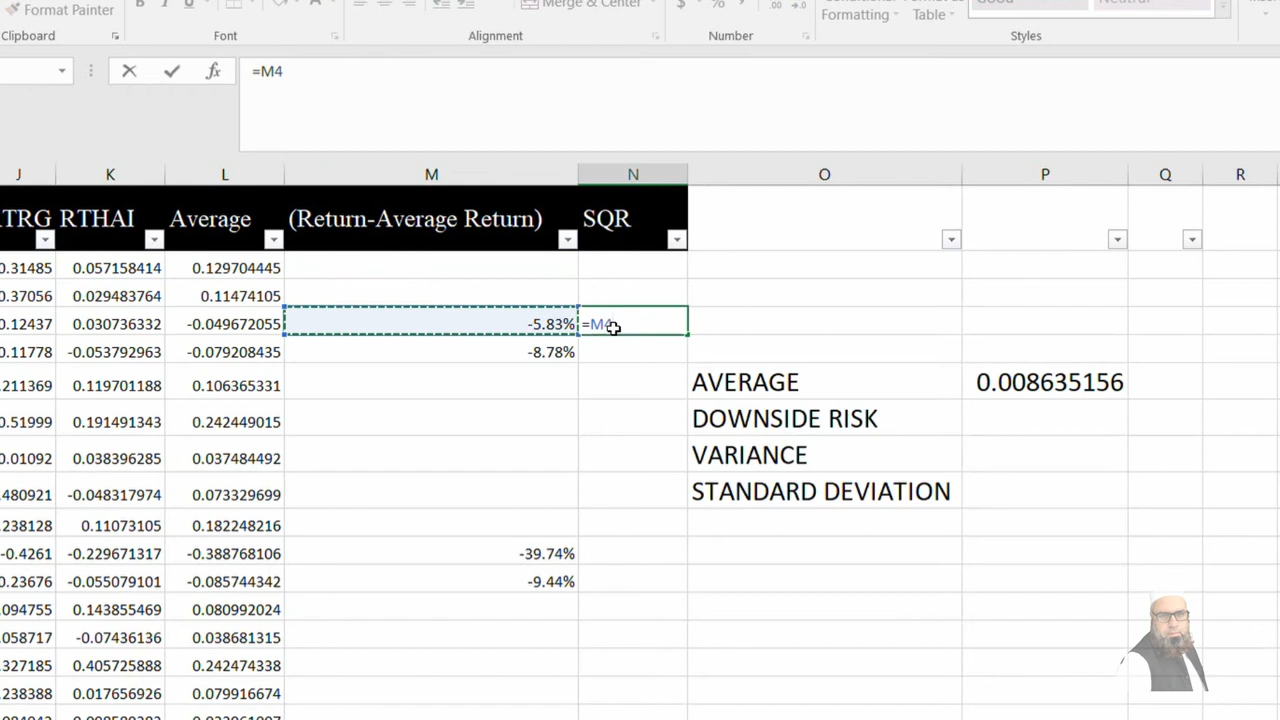 Format Painter
Merge & Center
$ % ,
Formatting Table
Clipboard Font Alignment Number Styles
=M4
J K L M N O P Q R
TRG RTHAI Average (Return-Average Return) SQR
0.31485 0.057158414 0.129704445
0.37056 0.029483764 0.11474105
0.12437 0.030736332 -0.049672055 -5.83% =M4
0.11778 -0.053792963 -0.079208435 -8.78%
.211369 0.119701188 0.106365331 AVERAGE 0.008635156
.51999 0.191491343 0.242449015 DOWNSIDE RISK
0.01092 0.038396285 0.037484492 VARIANCE
.480921 -0.048317974 0.073329699 STANDARD DEVIATION
.238128 0.11073105 0.182248216
-0.4261 -0.229671317 -0.388768106 -39.74%
0.23676 -0.055079101 -0.085744342 -9.44%
.094755 0.143855469 0.080992024
.058717 -0.07436136 0.038681315
.327185 0.405725888 0.242474338
.238388 0.017656926 0.079916674